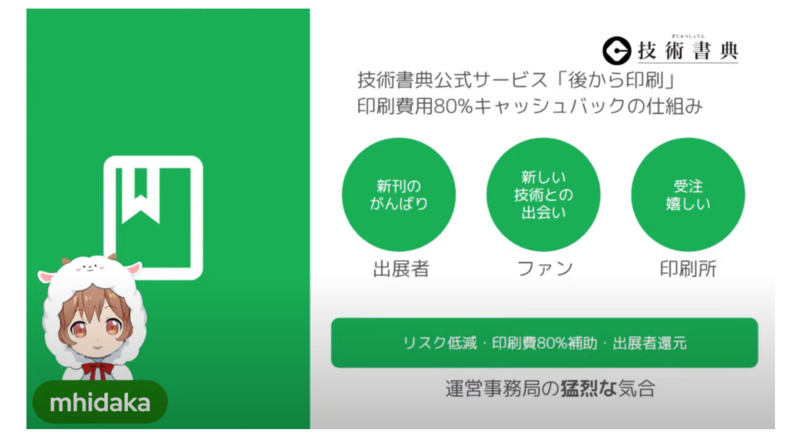 ぎじゅつしょてん
技術書典
技術書典公式サービス「後から印刷」
印刷費用80%キャッシュバックの仕組み
新刊の
がんばり
新しい
技術との
出会い
受注
嬉しい
出展者
ファン
印刷所
リスク低減・印刷費80%補助・出展者還元
運営事務局の猛烈な気合
mhidaka